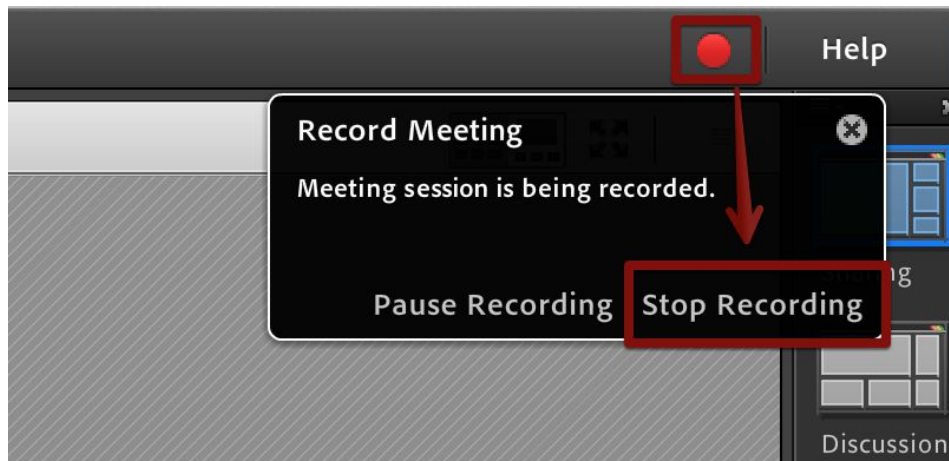 Help
Record Meeting
Meeting session is being recorded.
Pause Recording Stop Recording
Discussion